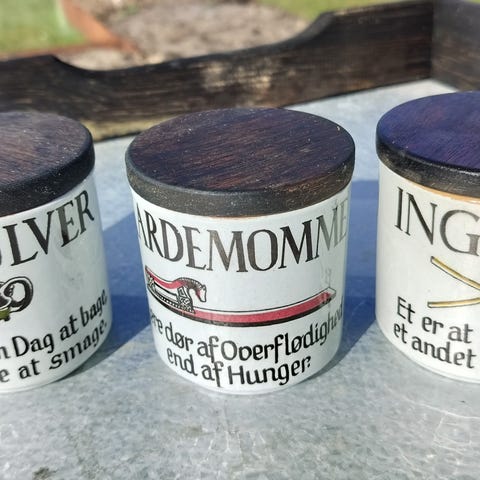 ULVER
n Dag at bage
e at smage.
ARDEMOMME
re dør af Overflødighed
end af Hunger.
ING
Et er at
et andet